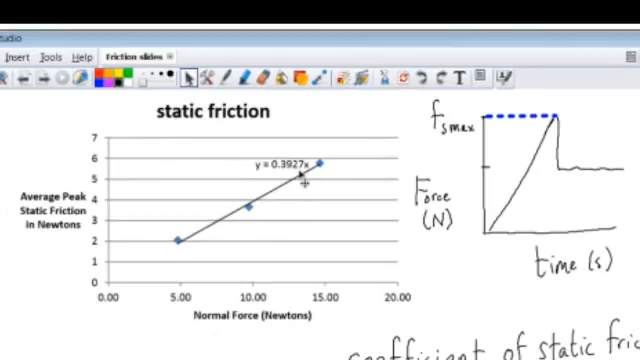 tudio
Insert Tools Help Friction slides
static friction
7
6
5
4
3
2
1
0
y = 0.3927x
Average Peak
Static Friction
in Newtons
0.00 5.00 10.00 15.00 20.00
Normal Force (Newtons)
fsmax
Force
(N)
time (s)
coefficient of static fric